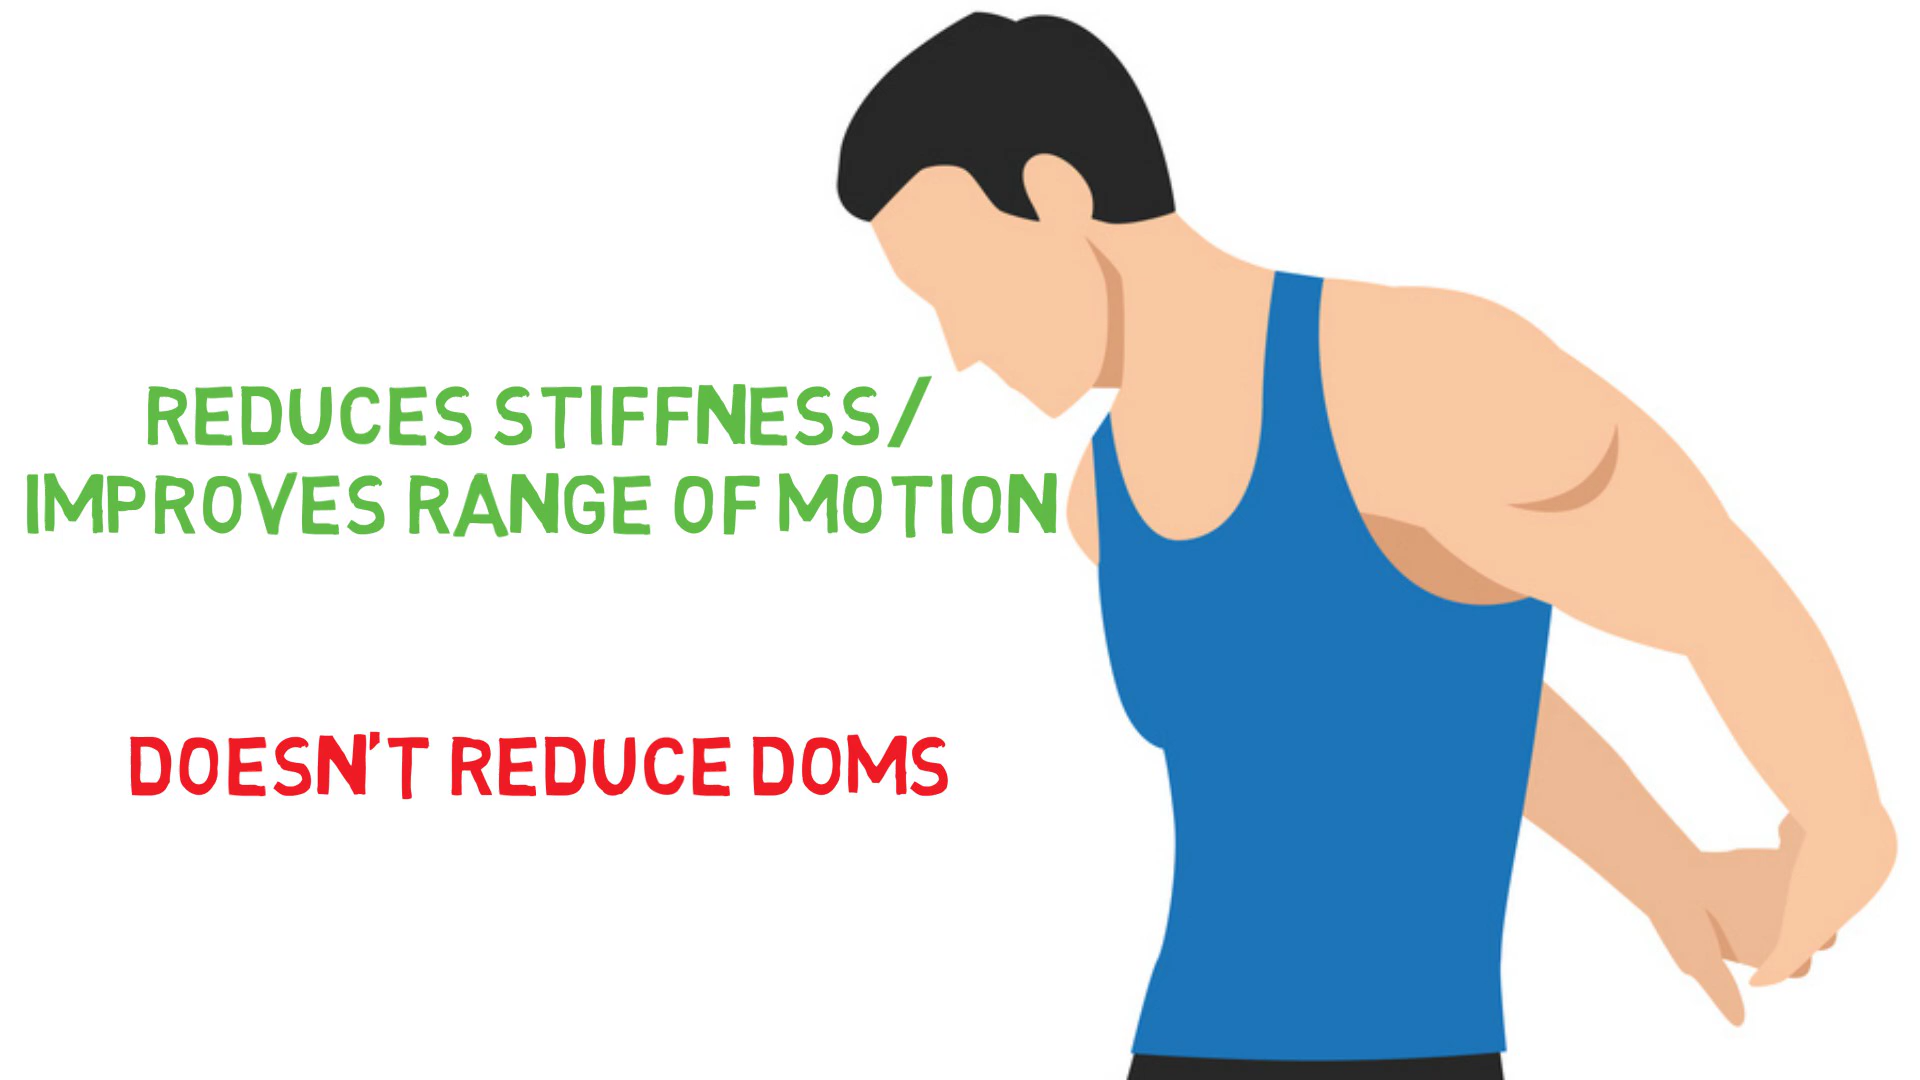 REDUCES STIFFNESS/
IMPROVES RANGE OF MOTION
DOESN'T REDUCE DOMS